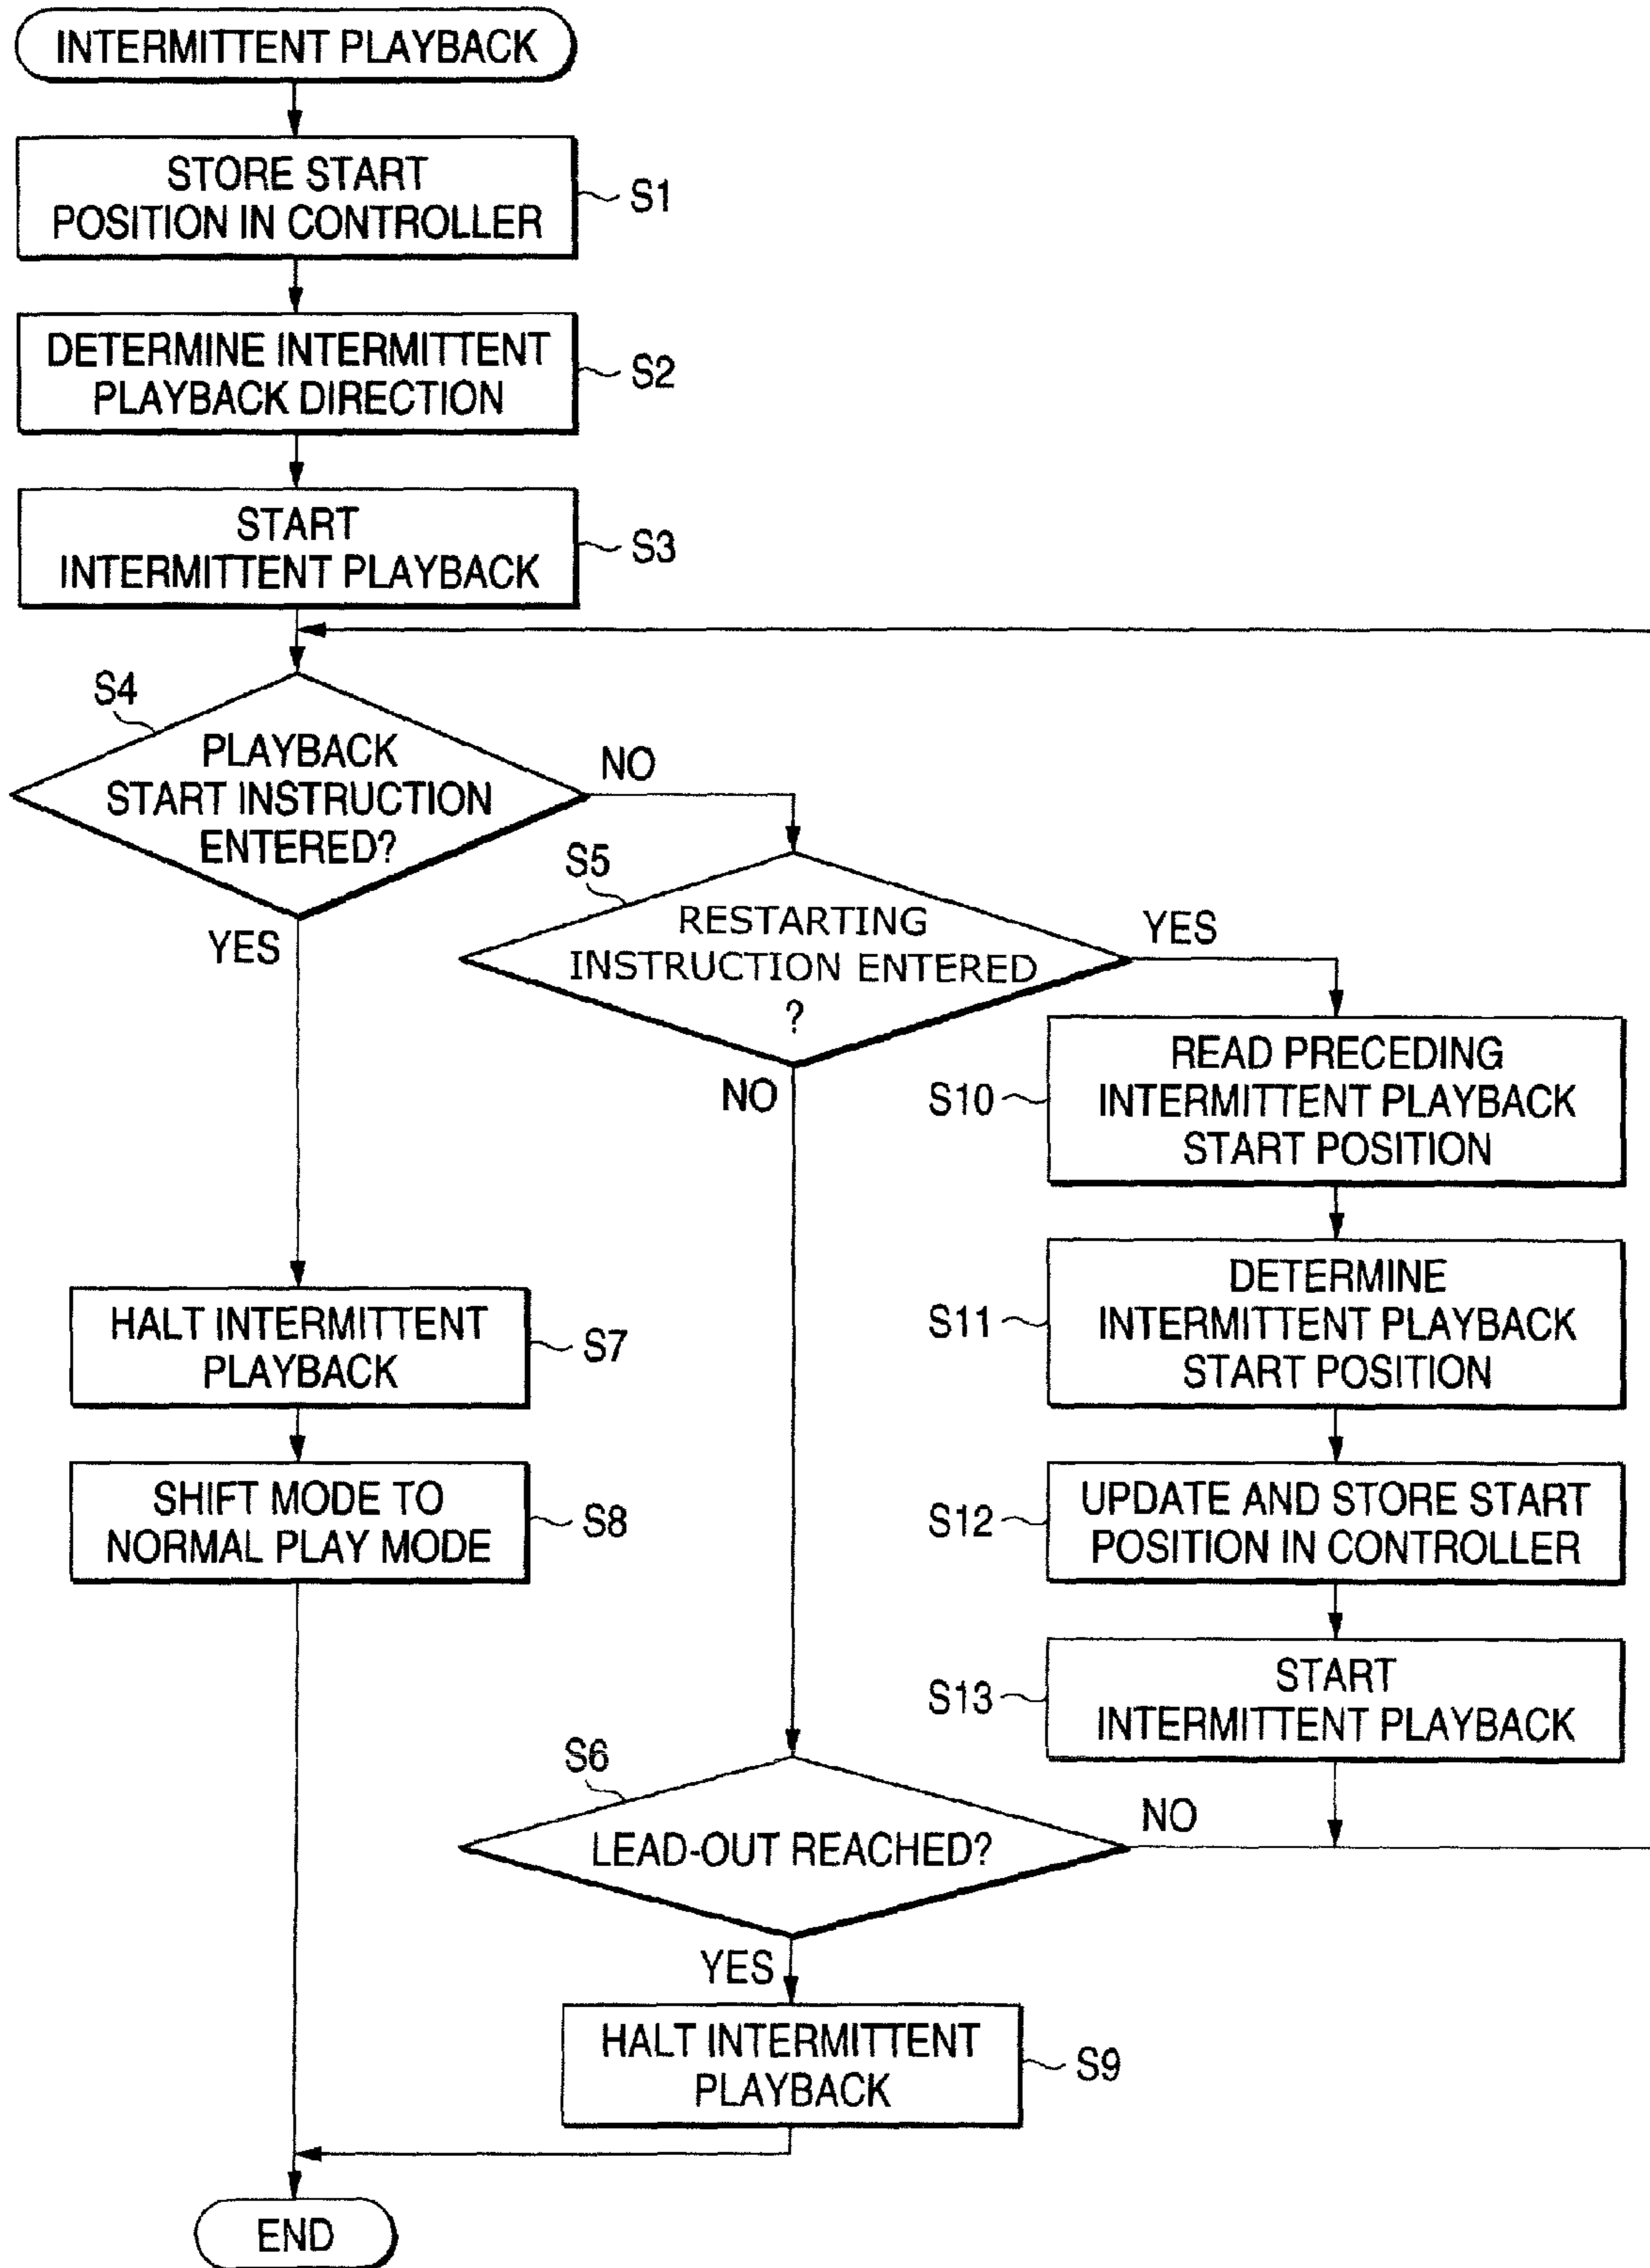 INTERMITTENT PLAYBACK
STORE START
POSITION IN CONTROLLER
S1
DETERMINE INTERMITTENT
PLAYBACK DIRECTION
S2
START
INTERMITTENT PLAYBACK
S3
S4
PLAYBACK
START INSTRUCTION
ENTERED?
NO
YES
S5
RESTARTING
INSTRUCTION ENTERED
?
YES
NO
S10
READ PRECEDING
INTERMITTENT PLAYBACK
START POSITION
S11
DETERMINE
INTERMITTENT PLAYBACK
START POSITION
HALT INTERMITTENT
PLAYBACK
S7
SHIFT MODE TO
NORMAL PLAY MODE
S8
S12
UPDATE AND STORE START
POSITION IN CONTROLLER
S13
START
INTERMITTENT PLAYBACK
S6
LEAD-OUT REACHED?
NO
YES
HALT INTERMITTENT
PLAYBACK
S9
END